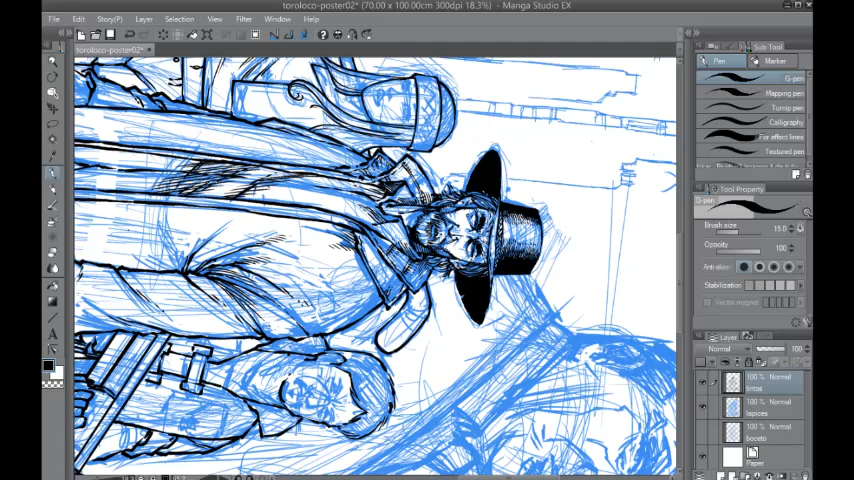 toroloco-poster02* (70.00 x 100.00cm 300dpi 18.3%) - Manga Studio EX
File Edit Story(P) Layer Selection View Filter Window Help
toroloco-poster02*
Sub Tool
Pen Marker
G-pen
Mapping pen
Turnip pen
Calligraphy
For effect lines
Textured pen
Tool Property
G-pen
Brush size 15.0
Opacity 100
Anti-alias
Stabilization
Vector magnet
Layer
Normal 100
100 % Normal
tintas
100 % Normal
lapices
100 % Normal
boceto
Paper